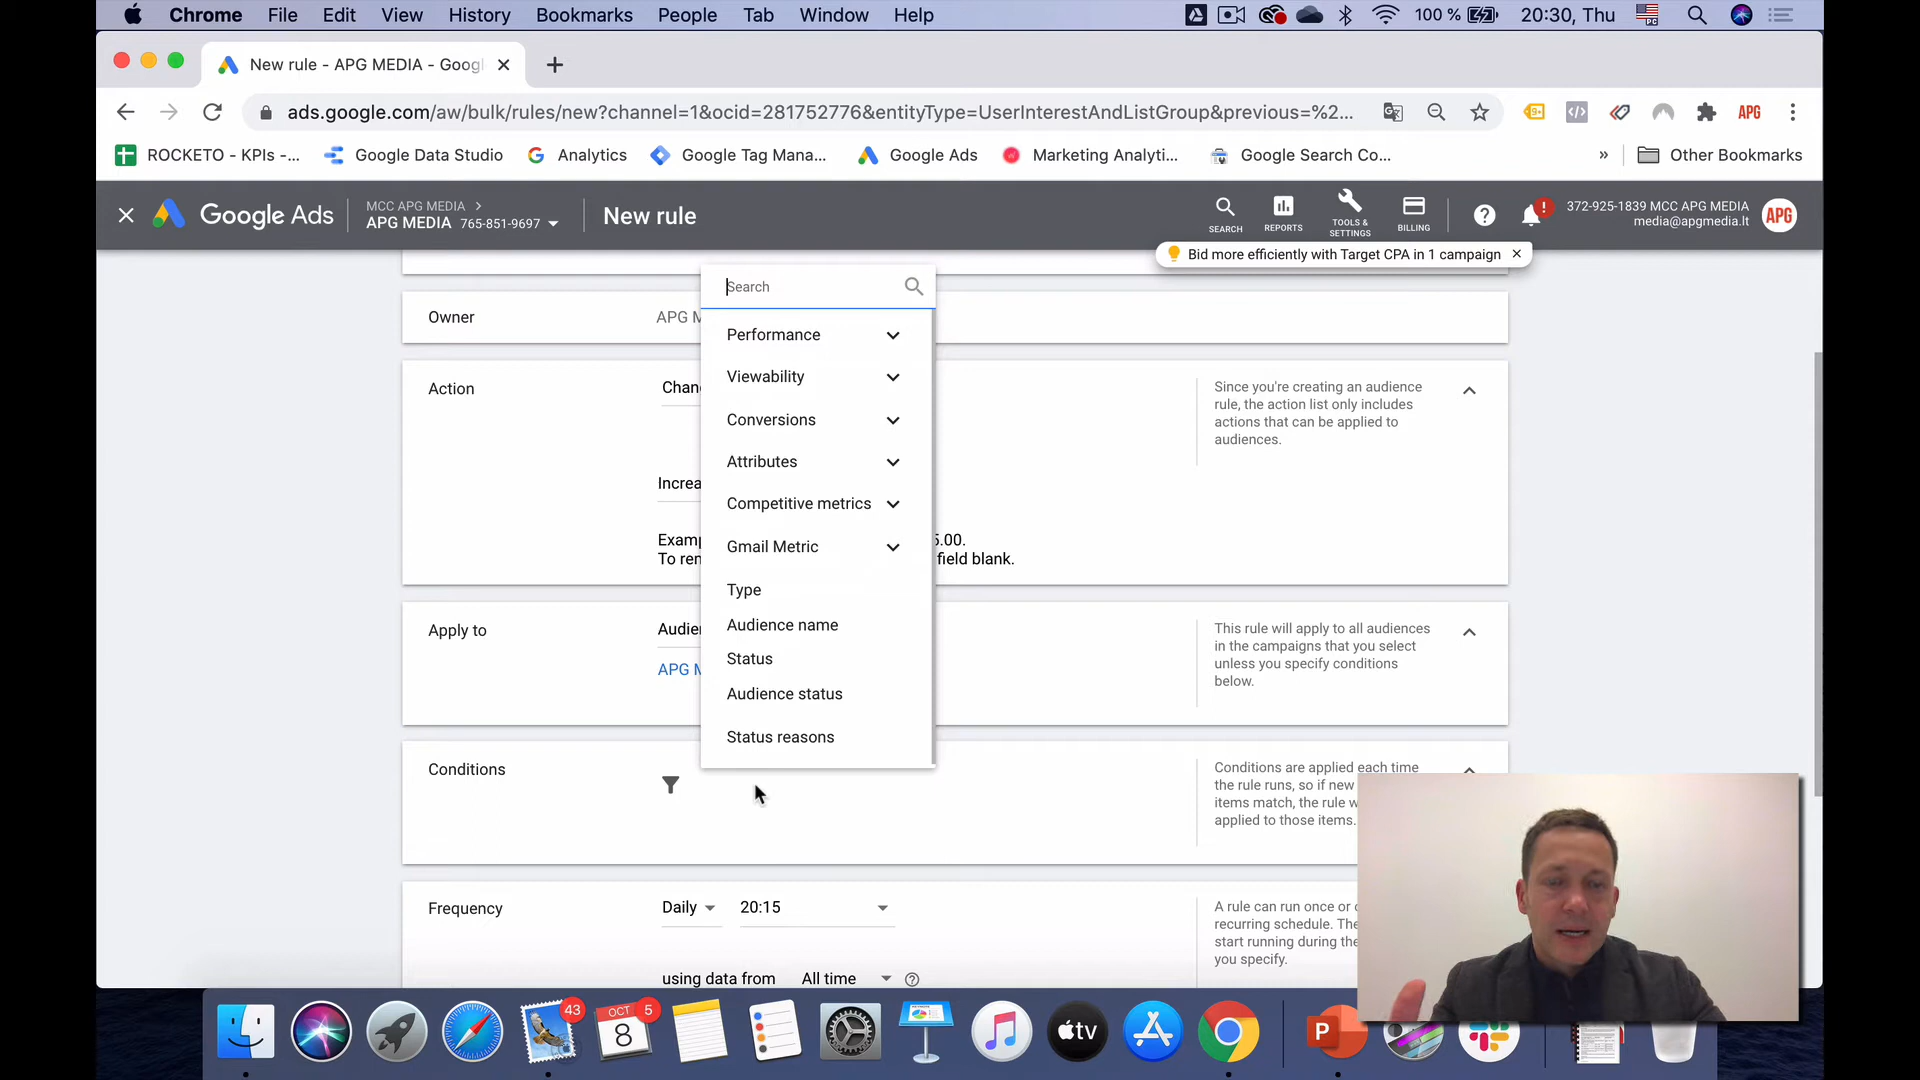 Chrome File Edit View History Bookmarks People Tab Window Help 100 % 20:30, Thu
New rule - APG MEDIA - Goog
ads.google.com/aw/bulk/rules/new?channel=1&ocid=281752776&entityType=UserInterestAndListGroup&previous=%2... APG
ROCKETO - KPIs -... Google Data Studio Analytics Google Tag Mana... Google Ads Marketing Analyti... Google Search Co... » Other Bookmarks
Google Ads
MCC APG MEDIA
APG MEDIA 765-851-9697
New rule
SEARCH
REPORTS
TOOLS & SETTINGS
BILLING
372-925-1839 MCC APG MEDIA
media@apgmedia.lt
APG
Bid more efficiently with Target CPA in 1 campaign
Search
Owner APG M
Performance
Viewability
Conversions
Attributes
Competitive metrics
Gmail Metric
Type
Audience name
Status
Audience status
Status reasons
Action Chan
Increa
Examp 5.00.
To rem field blank.
Since you're creating an audience
rule, the action list only includes
actions that can be applied to
audiences.
Apply to Audie
APG M
This rule will apply to all audiences
in the campaigns that you select
unless you specify conditions
below.
Conditions
Conditions are applied each time
the rule runs, so if new
items match, the rule w
applied to those items.
Frequency Daily 20:15
using data from All time
A rule can run once or
recurring schedule. The
start running during the
you specify.
43
OCT
8
5
tv
P